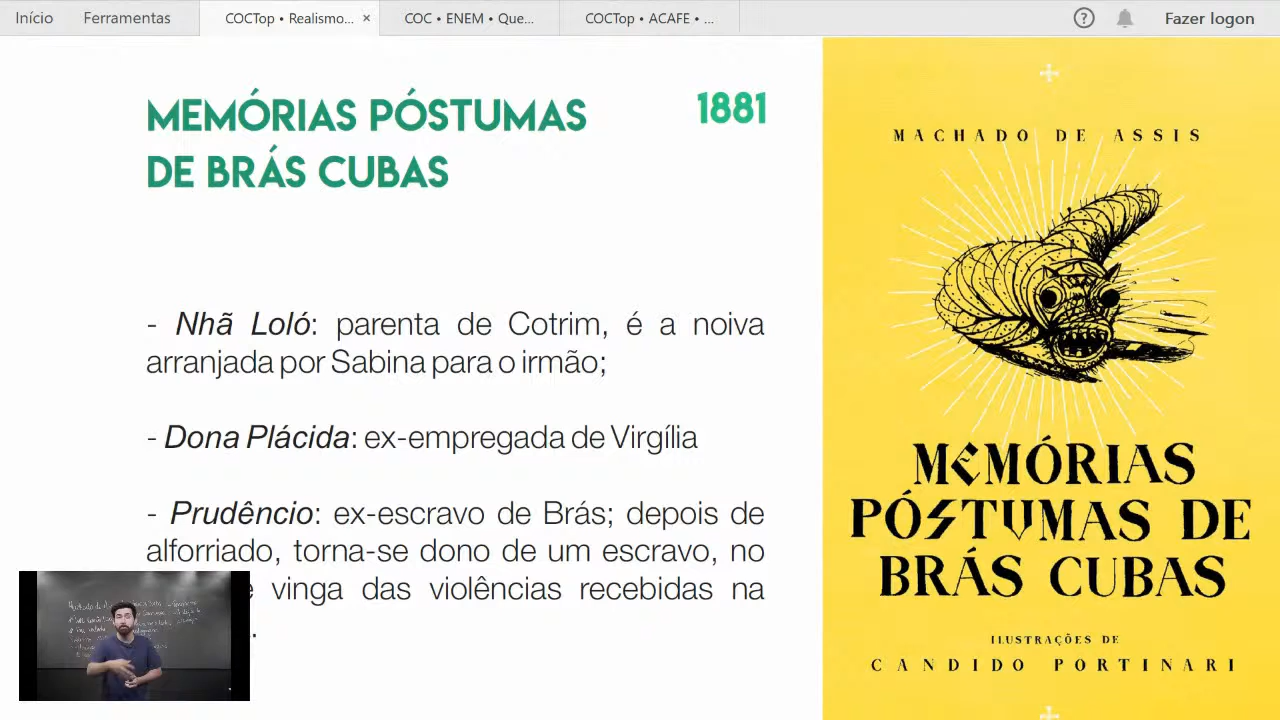 Início
Ferramentas
COCTop • Realismo... ×
COC • ENEM • Que...
COCTop • ACAFE • ...
?
Fazer logon
MEMÓRIAS PÓSTUMAS
DE BRÁS CUBAS
1881
- Nhã Loló: parenta de Cotrim, é a noiva
arranjada por Sabina para o irmão;
- Dona Plácida: ex-empregada de Virgília
- Prudêncio: ex-escravo de Brás; depois de
alforriado, torna-se dono de um escravo, no
vinga das violências recebidas na
MACHADO DE ASSIS
MEMÓRIAS
PÓSTUMAS DE
BRÁS CUBAS
ILUSTRAÇÕES DE
CANDIDO PORTINARI